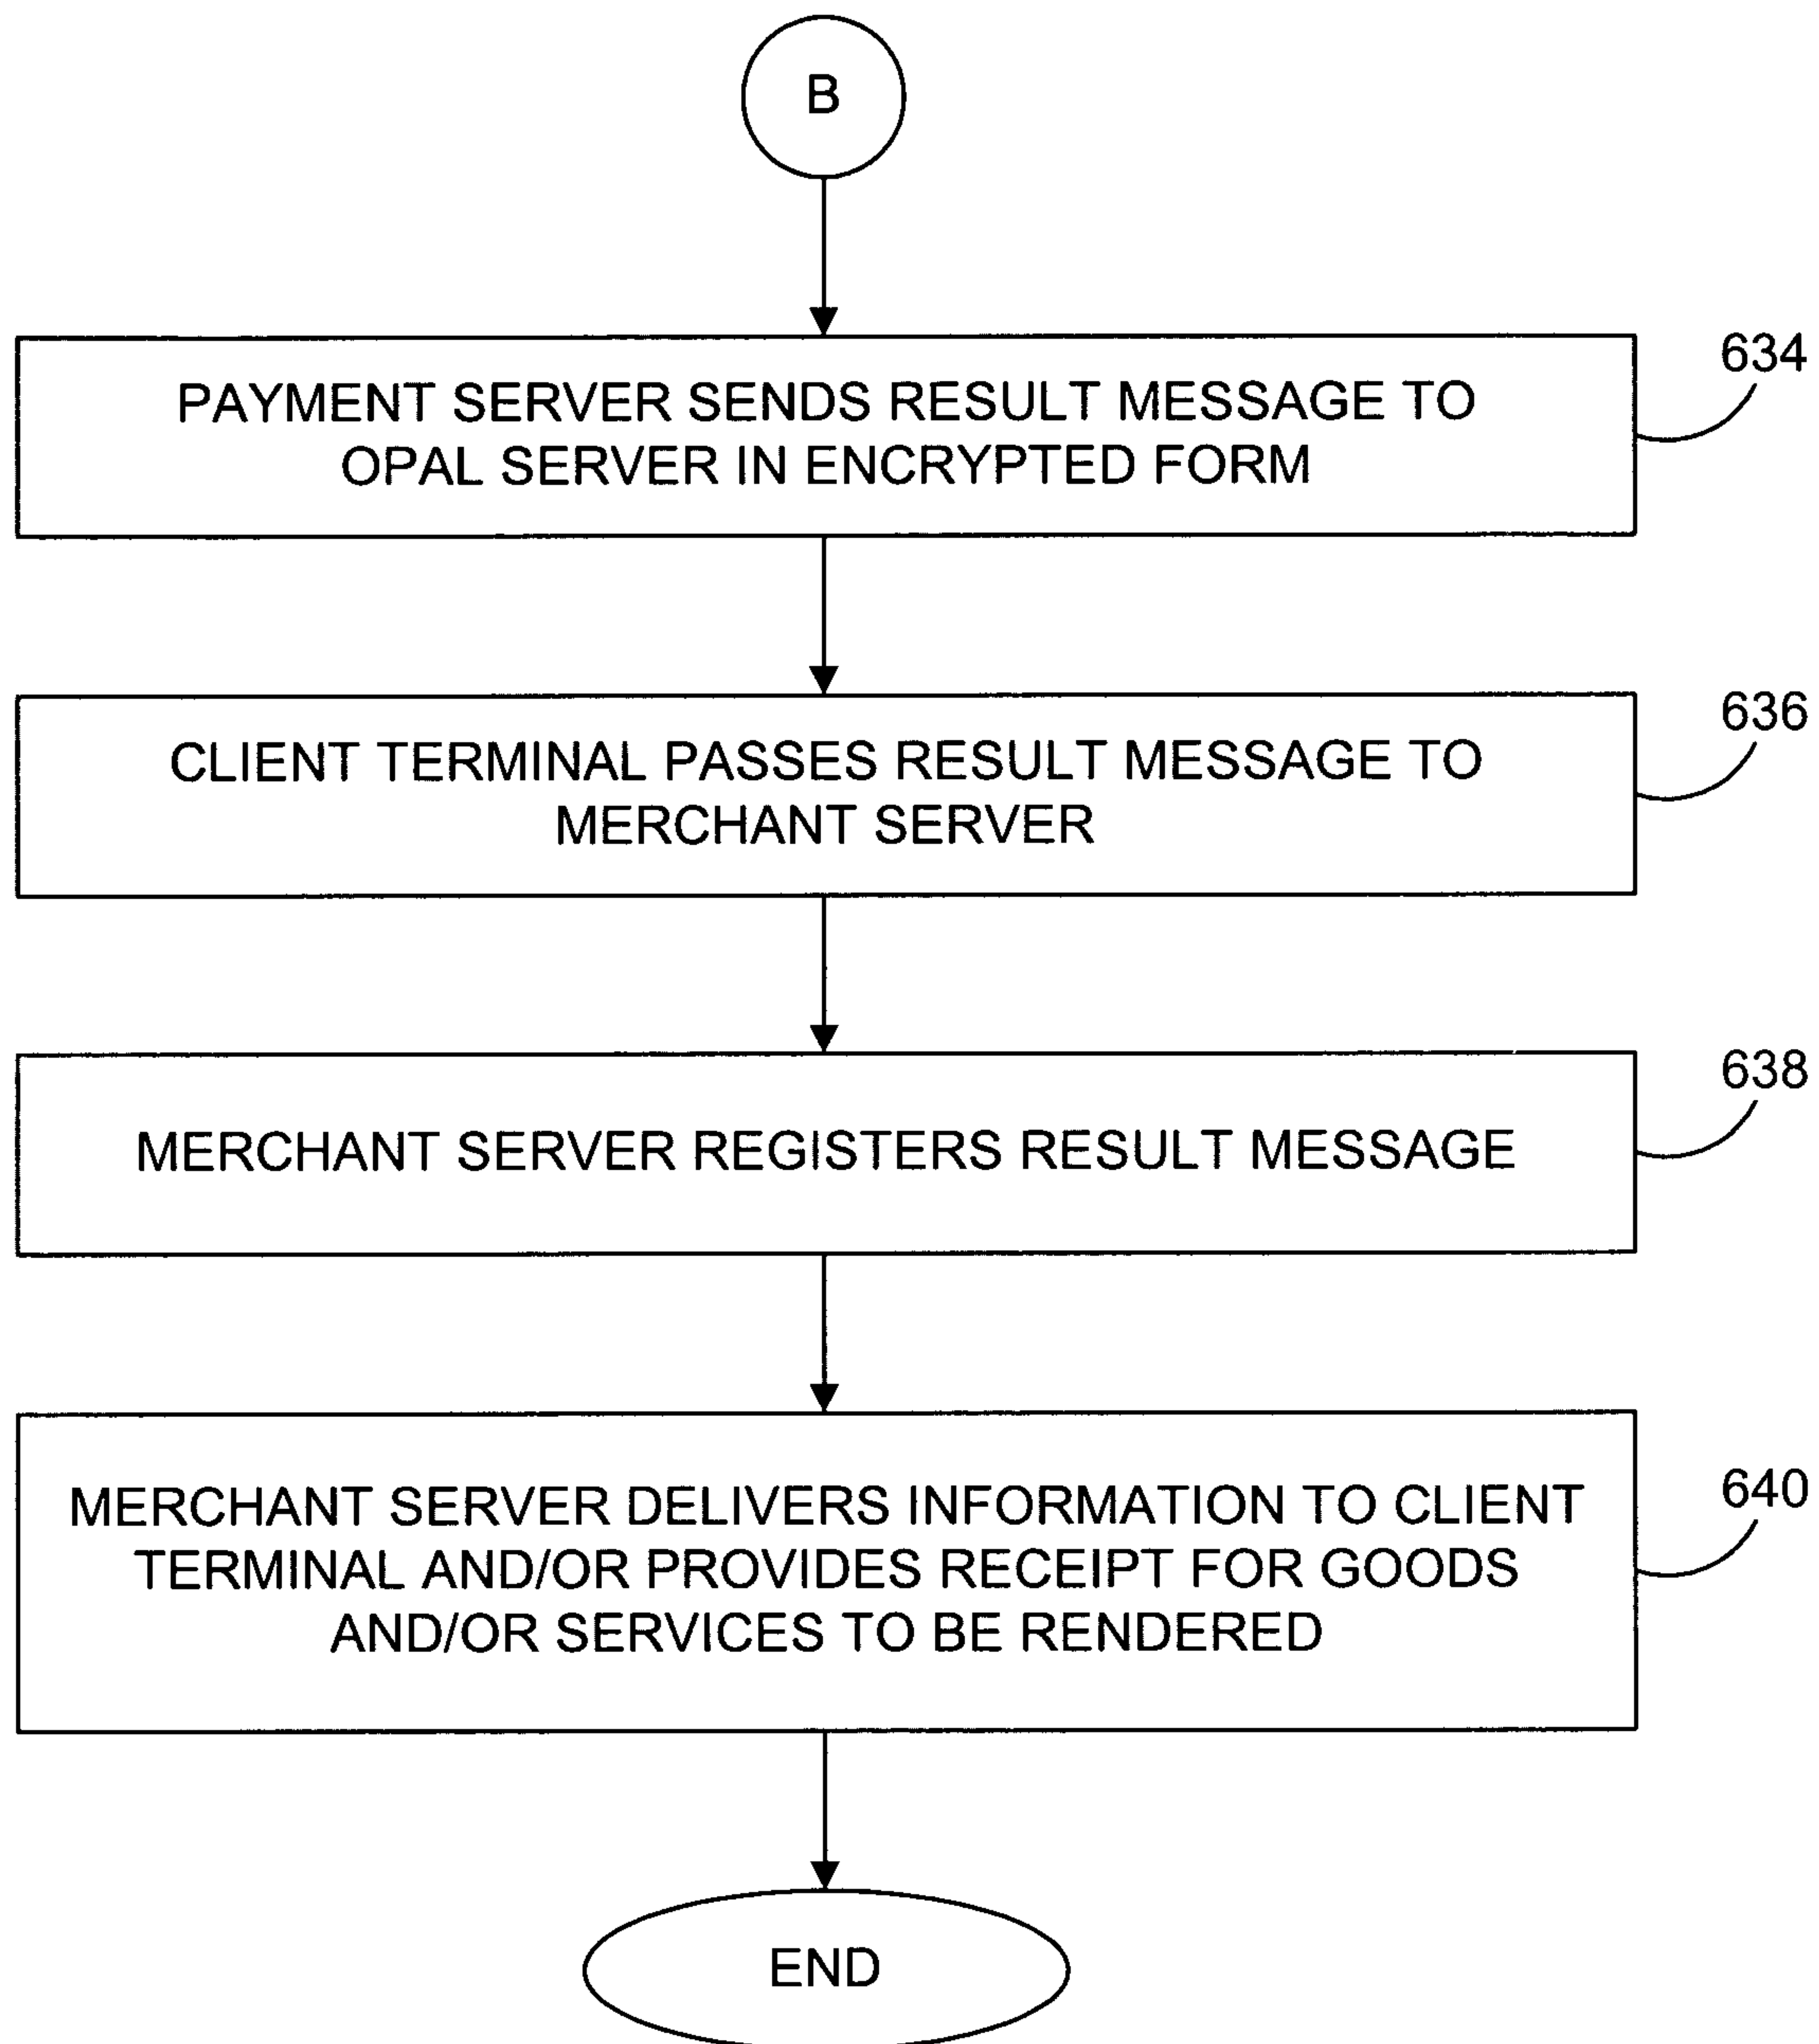 B
634
PAYMENT SERVER SENDS RESULT MESSAGE TO
OPAL SERVER IN ENCRYPTED FORM
636
CLIENT TERMINAL PASSES RESULT MESSAGE TO
MERCHANT SERVER
638
MERCHANT SERVER REGISTERS RESULT MESSAGE
640
MERCHANT SERVER DELIVERS INFORMATION TO CLIENT
TERMINAL AND/OR PROVIDES RECEIPT FOR GOODS
AND/OR SERVICES TO BE RENDERED
END